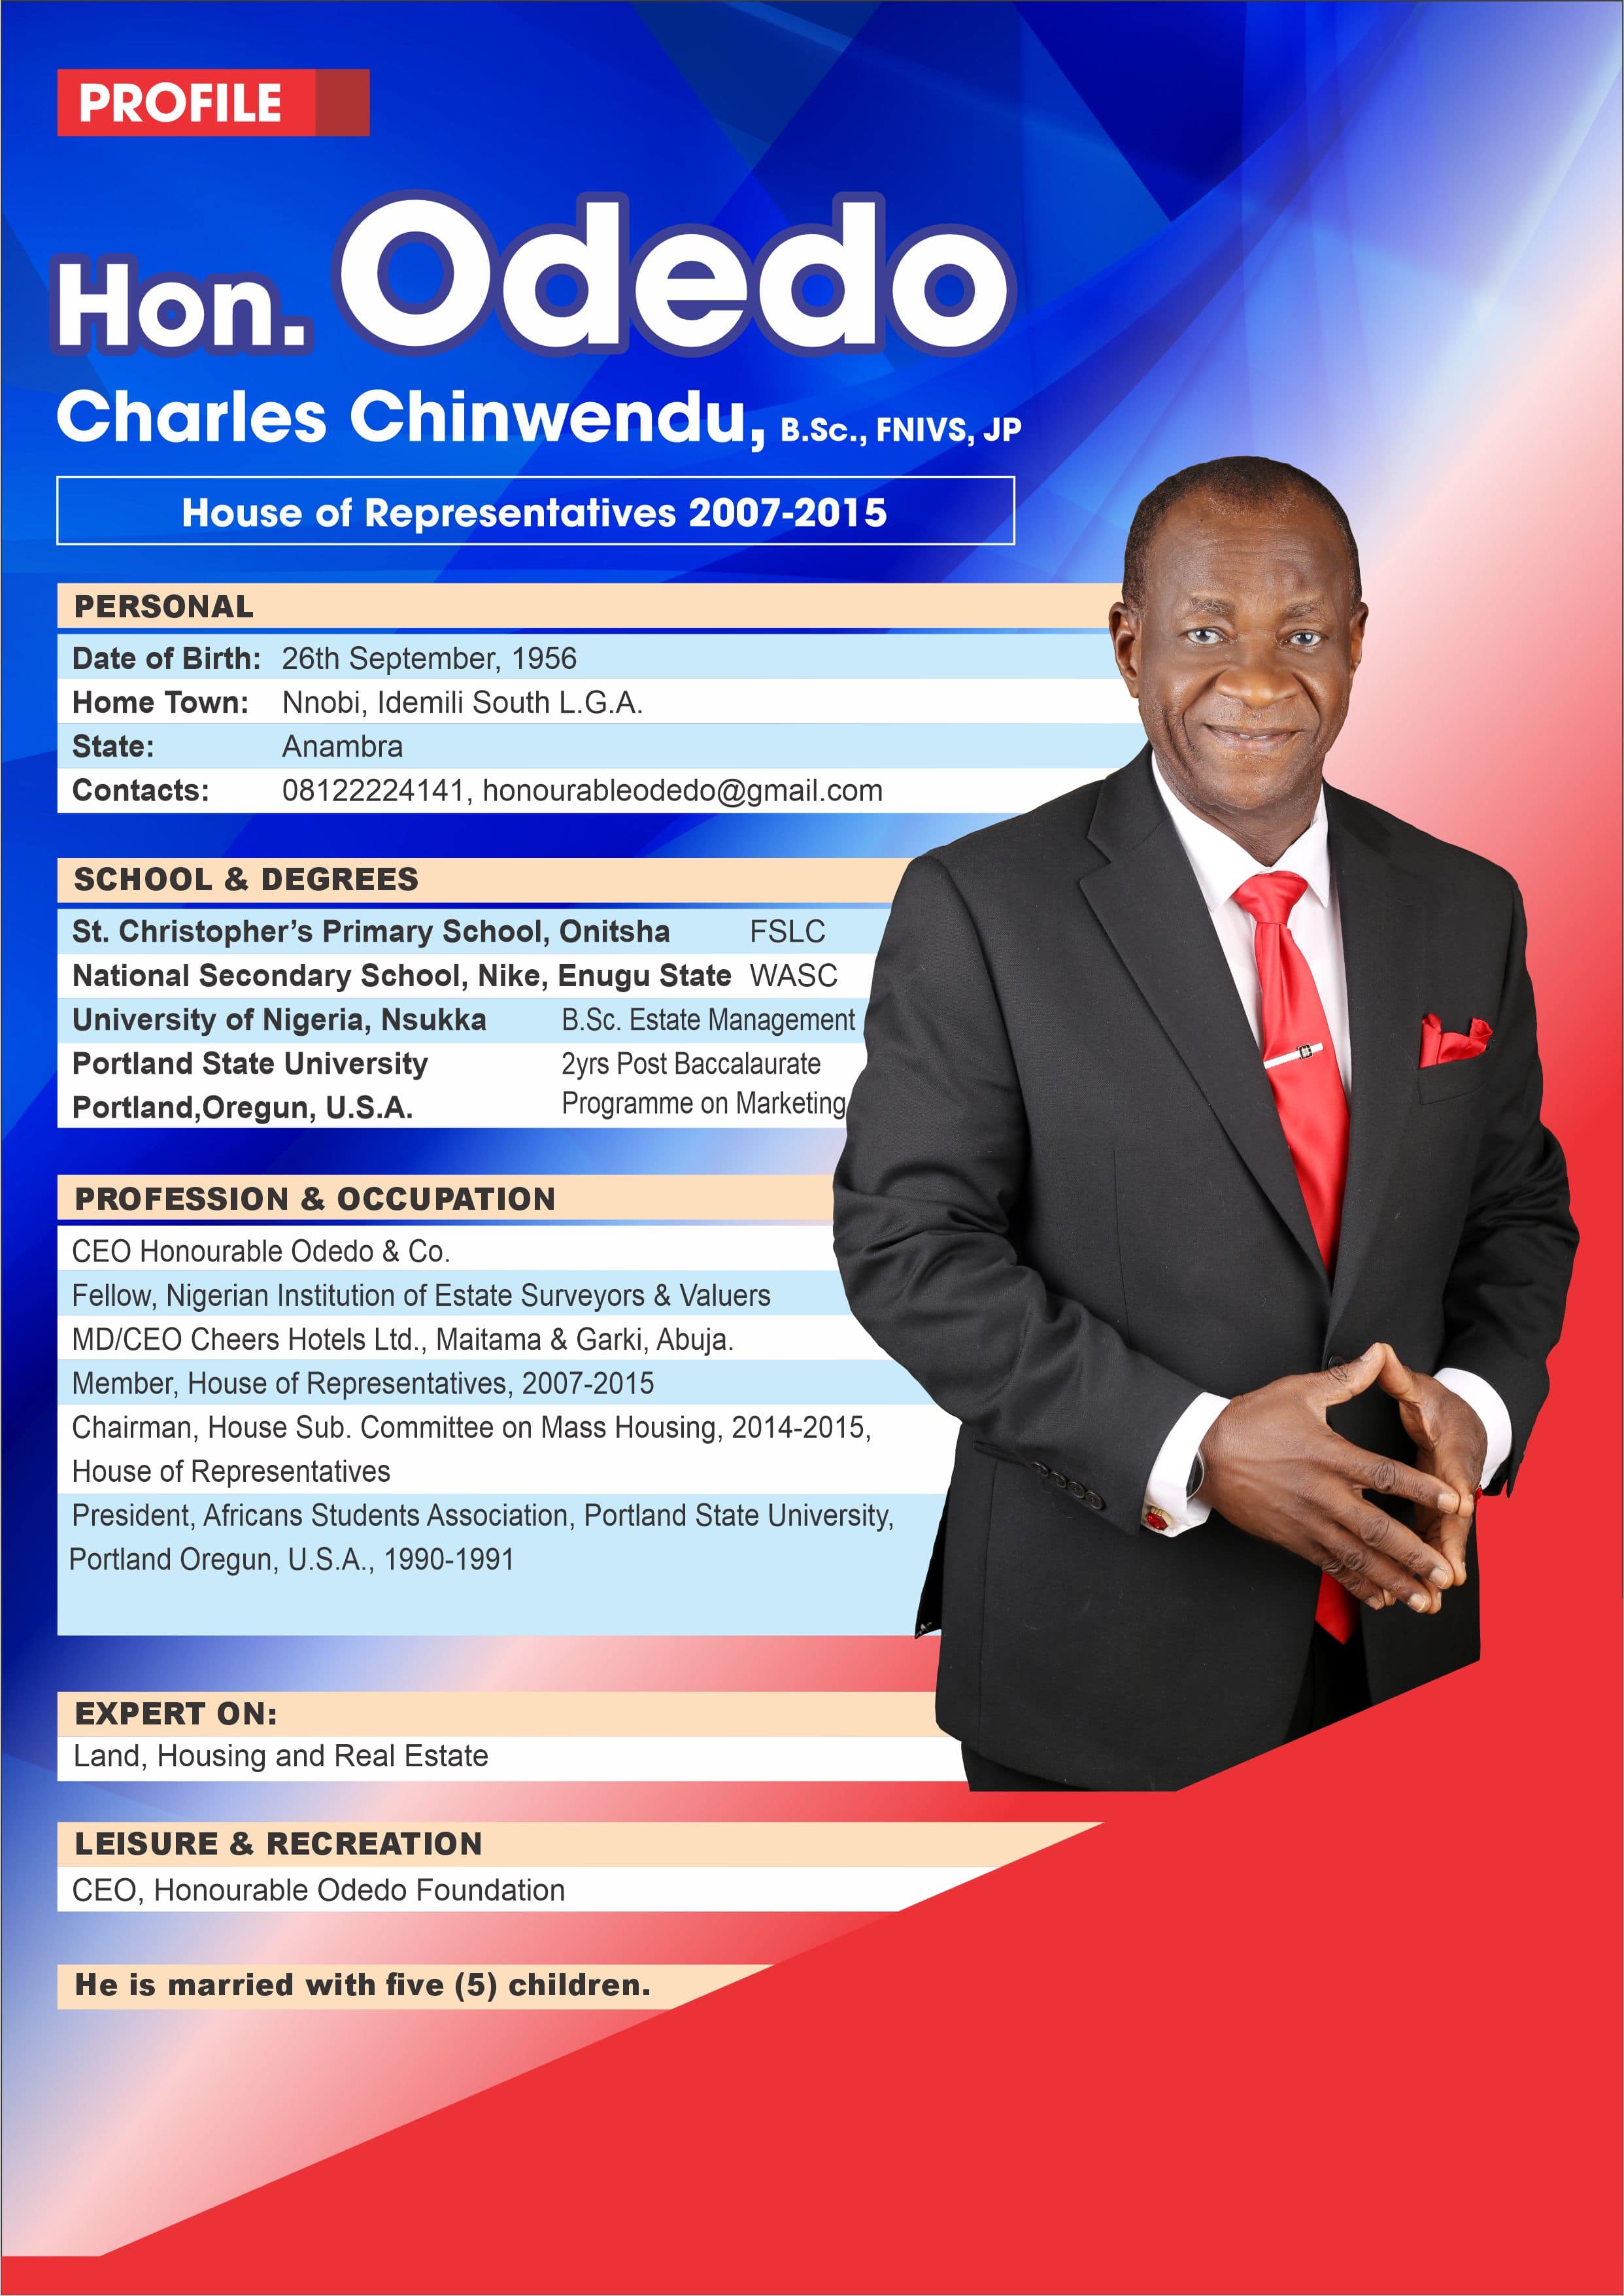 PROFILE
Hon. Odedo
Charles Chinwendu, B.Sc., FNIVS, JP
House of Representatives 2007-2015
PERSONAL
Date of Birth: 26th September, 1956
Home Town: Nnobi, Idemili South L.G.A.
State: Anambra
Contacts: 08122224141, honourableodedo@gmail.com
SCHOOL & DEGREES
St. Christopher's Primary School, Onitsha FSLC
National Secondary School, Nike, Enugu State WASC
University of Nigeria, Nsukka B.Sc. Estate Management
Portland State University 2yrs Post Baccalaurate
Portland,Oregun, U.S.A. Programme on Marketing
PROFESSION & OCCUPATION
CEO Honourable Odedo & Co.
Fellow, Nigerian Institution of Estate Surveyors & Valuers
MD/CEO Cheers Hotels Ltd., Maitama & Garki, Abuja.
Member, House of Representatives, 2007-2015
Chairman, House Sub. Committee on Mass Housing, 2014-2015,
House of Representatives
President, Africans Students Association, Portland State University,
Portland Oregun, U.S.A., 1990-1991
EXPERT ON:
Land, Housing and Real Estate
LEISURE & RECREATION
CEO, Honourable Odedo Foundation
He is married with five (5) children.